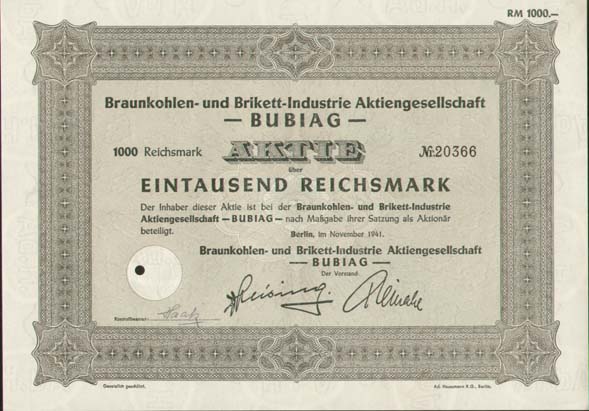 RM 1000.—
Braunkohlen- und Brikett-Industrie Aktiengesellschaft
— BUBIAG —
1000 Reichsmark AKTIE № 20366
über
EINTAUSEND REICHSMARK
Der Inhaber dieser Aktie ist bei der Braunkohlen- und Brikett-Industrie
Aktiengesellschaft — BUBIAG — nach Maßgabe ihrer Satzung als Aktionär
beteiligt.
Berlin, im November 1941.
Braunkohlen- und Brikett-Industrie Aktiengesellschaft
— BUBIAG —
Der Vorstand.
Kontrollbeamter:
Gesetzlich geschützt.